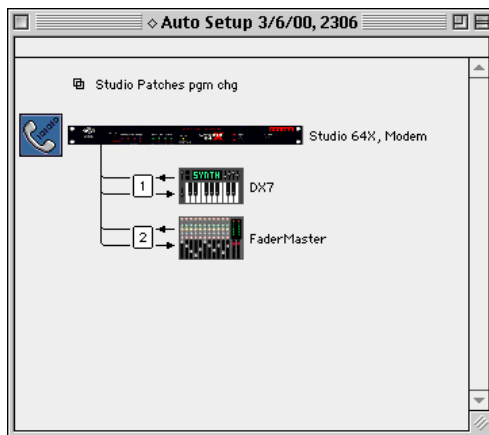 ◇ Auto Setup 3/6/00, 2306
Studio Patches pgm chg
Studio 64X, Modem
1
SYNTH
DX7
2
FaderMaster